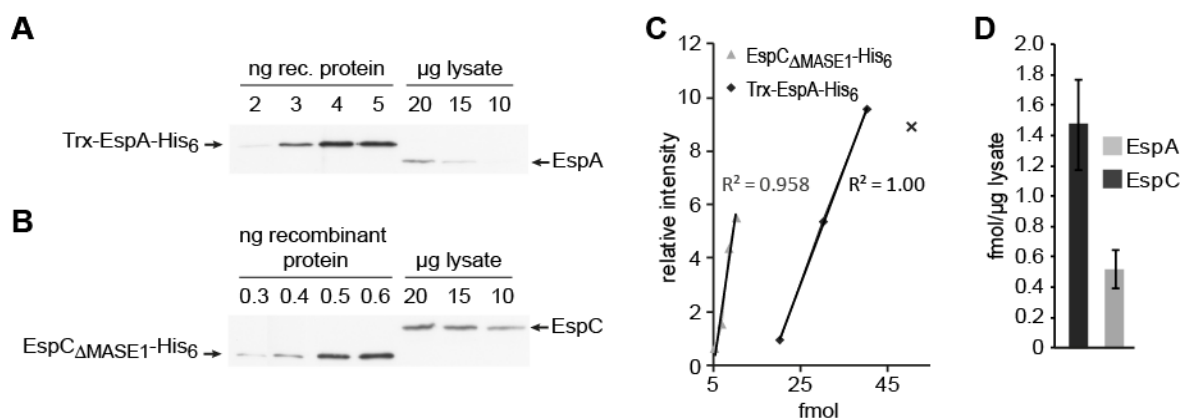 A
ng rec. protein
µg lysate
2 3 4 5 20 15 10
Trx-EspA-His6
EspA
B
ng recombinant
protein
µg lysate
0.3 0.4 0.5 0.6 20 15 10
EspC
EspCΔMASE1-His6
C
12
10
8
6
4
2
0
relative intensity
EspCΔMASE1-His6
Trx-EspA-His6
R² = 0.958
R² = 1.00
5 25 45
fmol
D
2.0
1.8
1.6
1.4
1.2
1.0
0.8
0.6
0.4
0.2
0
fmol/µg lysate
EspA
EspC